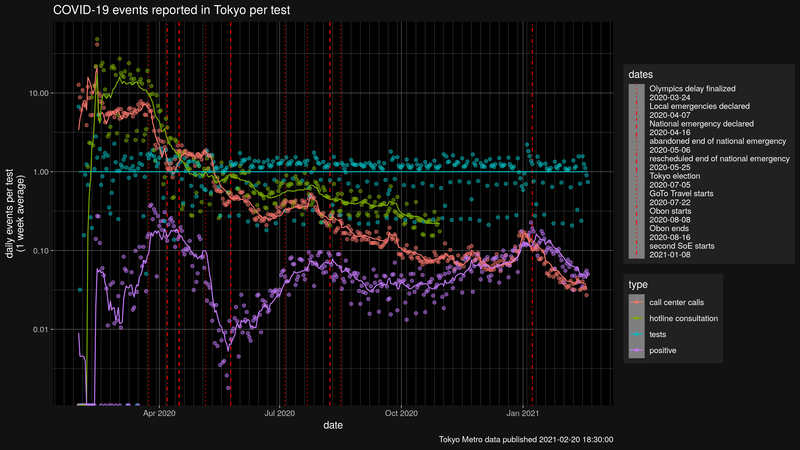 COVID-19 events reported in Tokyo per test
daily events per test
(1 week average)
10.00
1.00
0.10
0.01
Apr 2020
Jul 2020
Oct 2020
Jan 2021
date
dates
Olympics delay finalized
2020-03-24
Local emergencies declared
2020-04-07
National emergency declared
2020-04-16
abandoned end of national emergency
2020-05-06
rescheduled end of national emergency
2020-05-25
Tokyo election
2020-07-05
GoTo Travel starts
2020-07-22
Obon starts
2020-08-08
Obon ends
2020-08-16
second SoE starts
2021-01-08
type
call center calls
hotline consultation
tests
positive
Tokyo Metro data published 2021-02-20 18:30:00